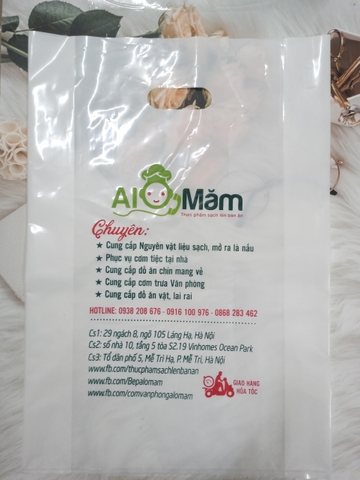 AlO Măm
Thực phẩm sạch lên bàn ăn
Chuyên:
★ Cung cấp Nguyên vật liệu sạch, mở ra là nấu
★ Phục vụ cơm tiệc tại nhà
★ Cung cấp đồ ăn chín mang về
★ Cung cấp cơm trưa Văn phòng
★ Cung cấp đồ ăn vặt, lai rai
HOTLINE: 0938 208 676 - 0916 100 976 - 0868 283 462
Cs1: 29 ngách 8, ngõ 105 Láng Hạ, Hà Nội
Cs2: số nhà 10, tầng 5 tòa S2.19 Vinhomes Ocean Park
Cs3: Tổ dân phố 5, Mễ Trì Hạ, P. Mễ Trì, Hà Nội
www.fb.com/thucphamsachlenbanan
www.fb.com/Bepalomam
www.fb.com/comvanphongalomam
GIAO HÀNG
HỎA TỐC